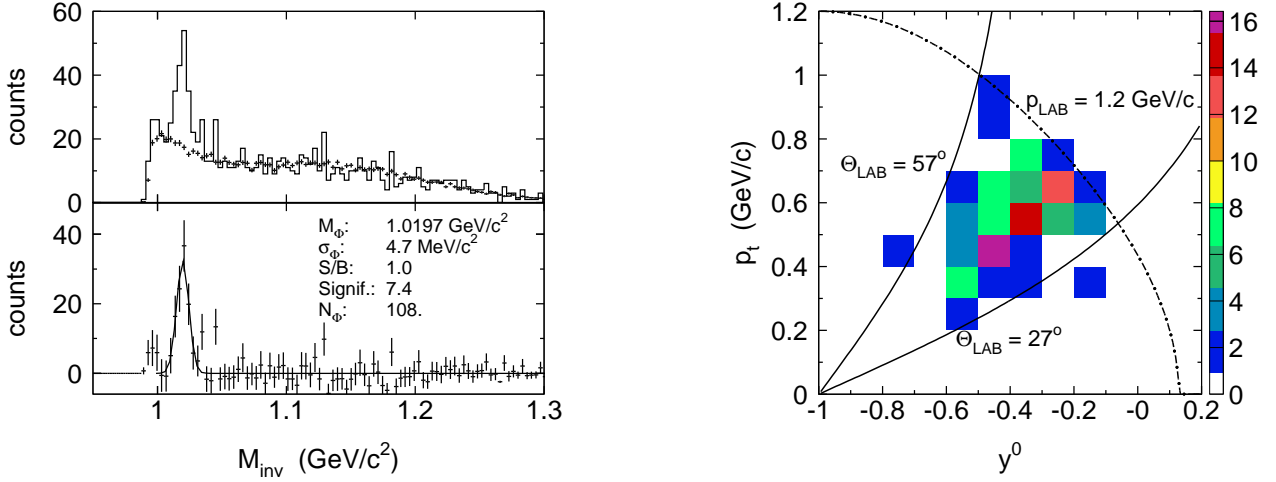 60
40
20
0
counts
M_Φ: 1.0197 GeV/c²
σ_Φ: 4.7 MeV/c²
S/B: 1.0
Signif.: 7.4
N_Φ: 108.
40
20
0
counts
1 1.1 1.2 1.3
M_inv (GeV/c²)
1.2
1
0.8
0.6
0.4
0.2
0
p_t (GeV/c)
p_LAB = 1.2 GeV/c
Θ_LAB = 57°
Θ_LAB = 27°
-1 -0.8 -0.6 -0.4 -0.2 -0 0.2
y⁰
16
14
12
10
8
6
4
2
0